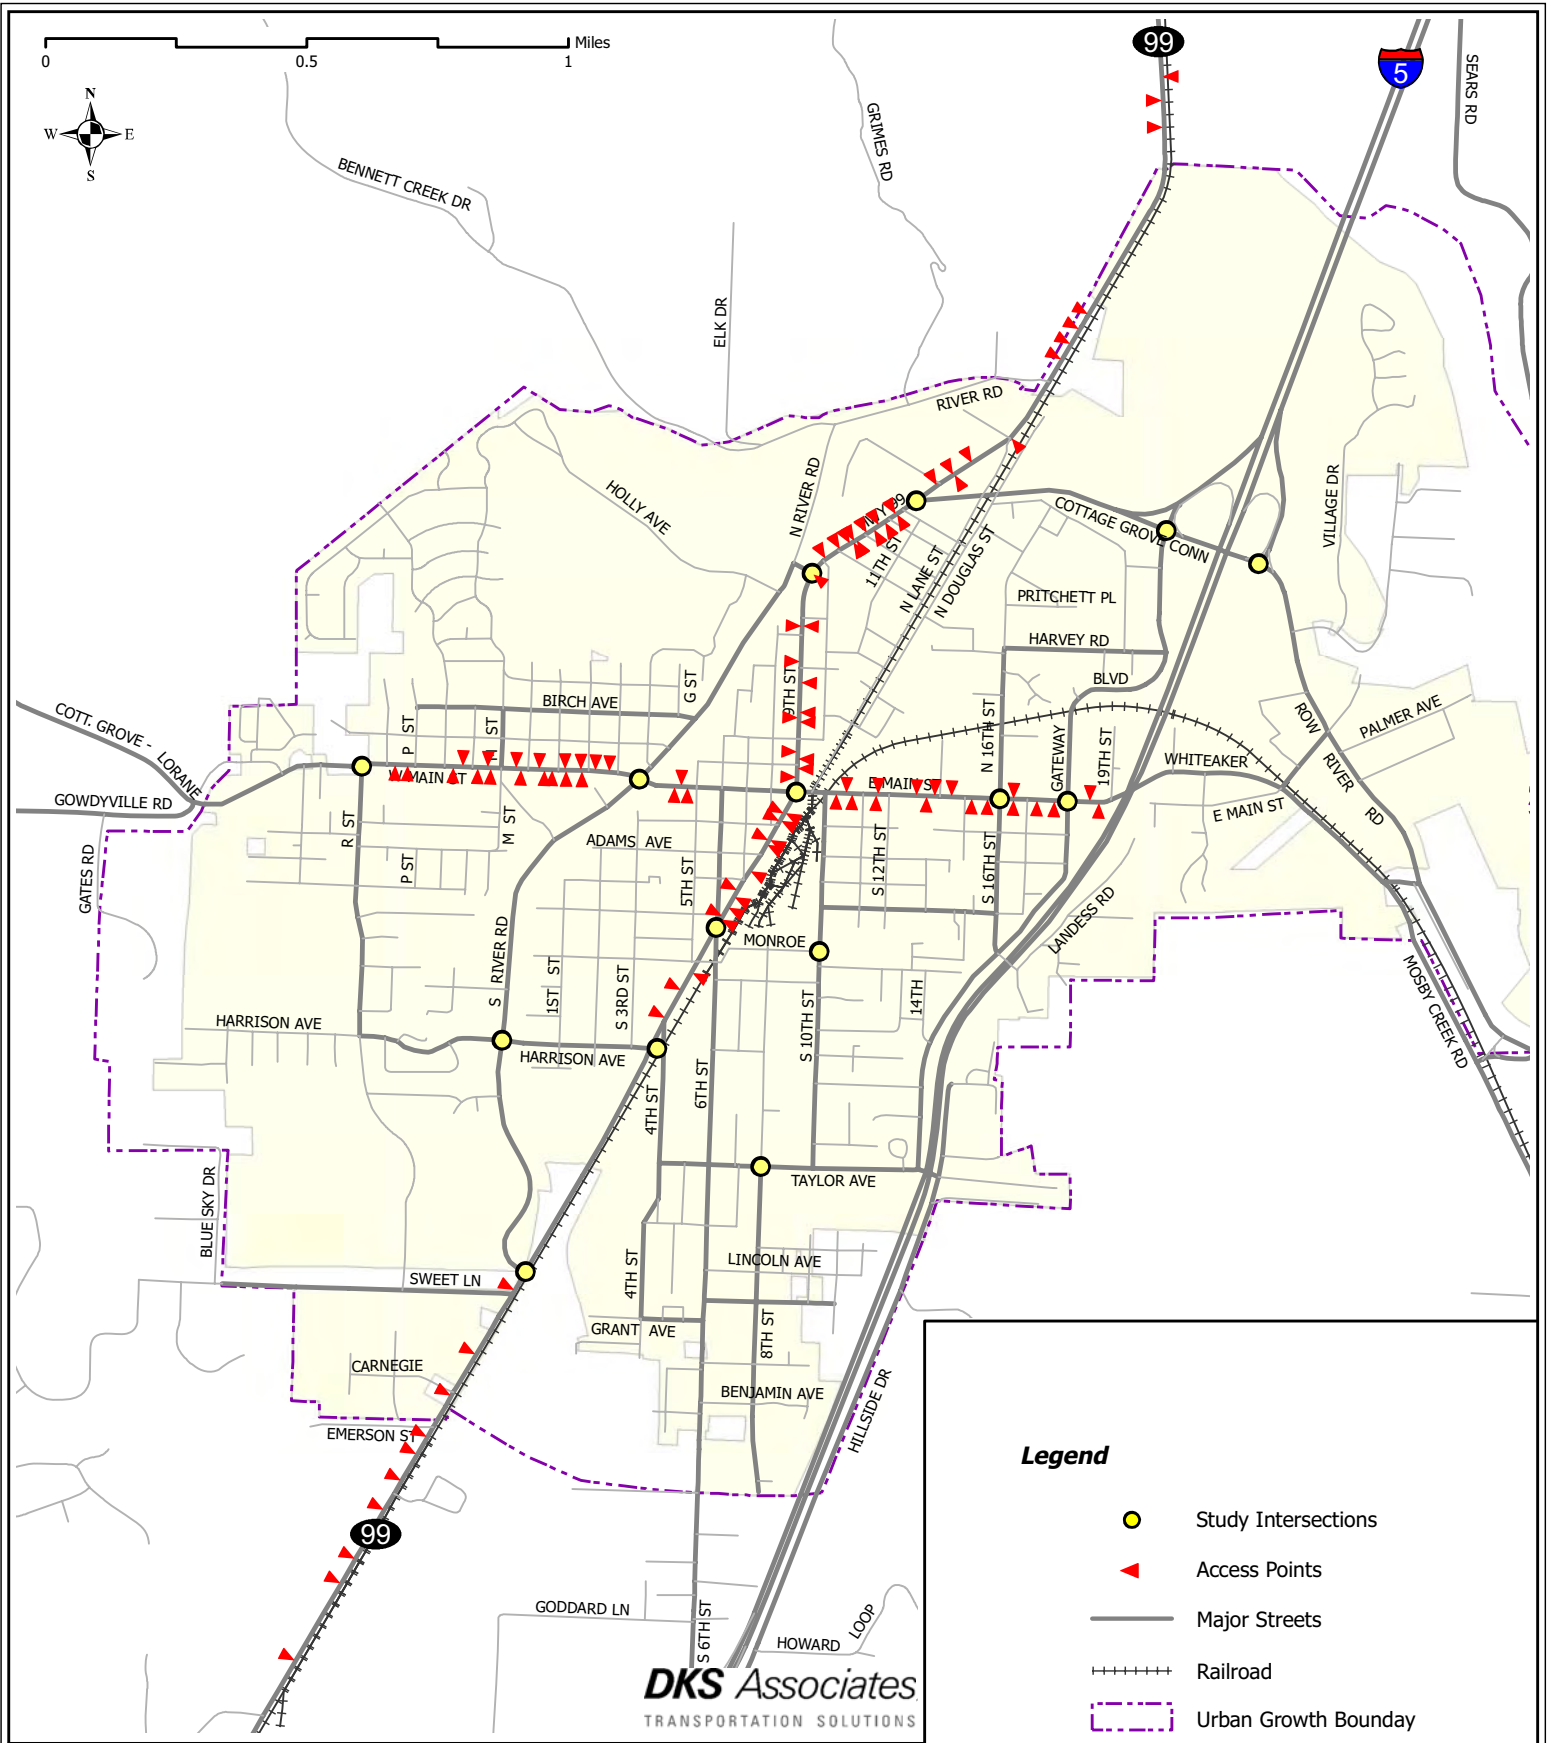 Miles
0
0.5
1
N
W
E
S
99
5
SEARS RD
GRIMES RD
BENNETT CREEK DR
ELK DR
RIVER RD
N RIVER RD
HOLLY AVE
VILLAGE DR
COTTAGE GROVE CONN
11TH ST
N LANE ST
N DOUGLAS ST
PRITCHETT PL
HARVEY RD
BLVD
9TH ST
G ST
BIRCH AVE
P ST
COTT. GROVE - LORANE
GOWDYVILLE RD
W MAIN ST
E MAIN ST
N 16TH ST
GATEWAY
19TH ST
WHITEAKER
ROW RIVER RD
PALMER AVE
E MAIN ST
R ST
M ST
P ST
ADAMS AVE
5TH ST
S 12TH ST
S 16TH ST
GATES RD
LANDESS RD
MONROE
S RIVER RD
1ST ST
S 3RD ST
S 10TH ST
14TH
MOSBY CREEK RD
HARRISON AVE
HARRISON AVE
4TH ST
6TH ST
TAYLOR AVE
BLUE SKY DR
SWEET LN
4TH ST
LINCOLN AVE
GRANT AVE
8TH ST
CARNEGIE
BENJAMIN AVE
HILLSIDE DR
EMERSON ST
99
GODDARD LN
S 6TH ST
HOWARD LOOP
DKS Associates
TRANSPORTATION SOLUTIONS
Legend
Study Intersections
Access Points
Major Streets
Railroad
Urban Growth Bounday